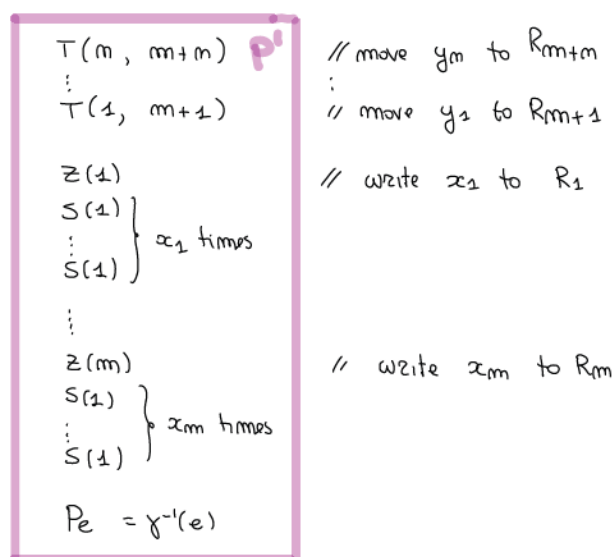 T(n, m+n) P' // move yn to Rm+n
⋮ ⋮
T(1, m+1) // move y1 to Rm+1
Z(1) // write x1 to R1
S(1)
⋮ } x1 times
S(1)
⋮
Z(m) // write xm to Rm
S(1)
⋮ } xm times
S(1)
Pe = γ⁻¹(e)